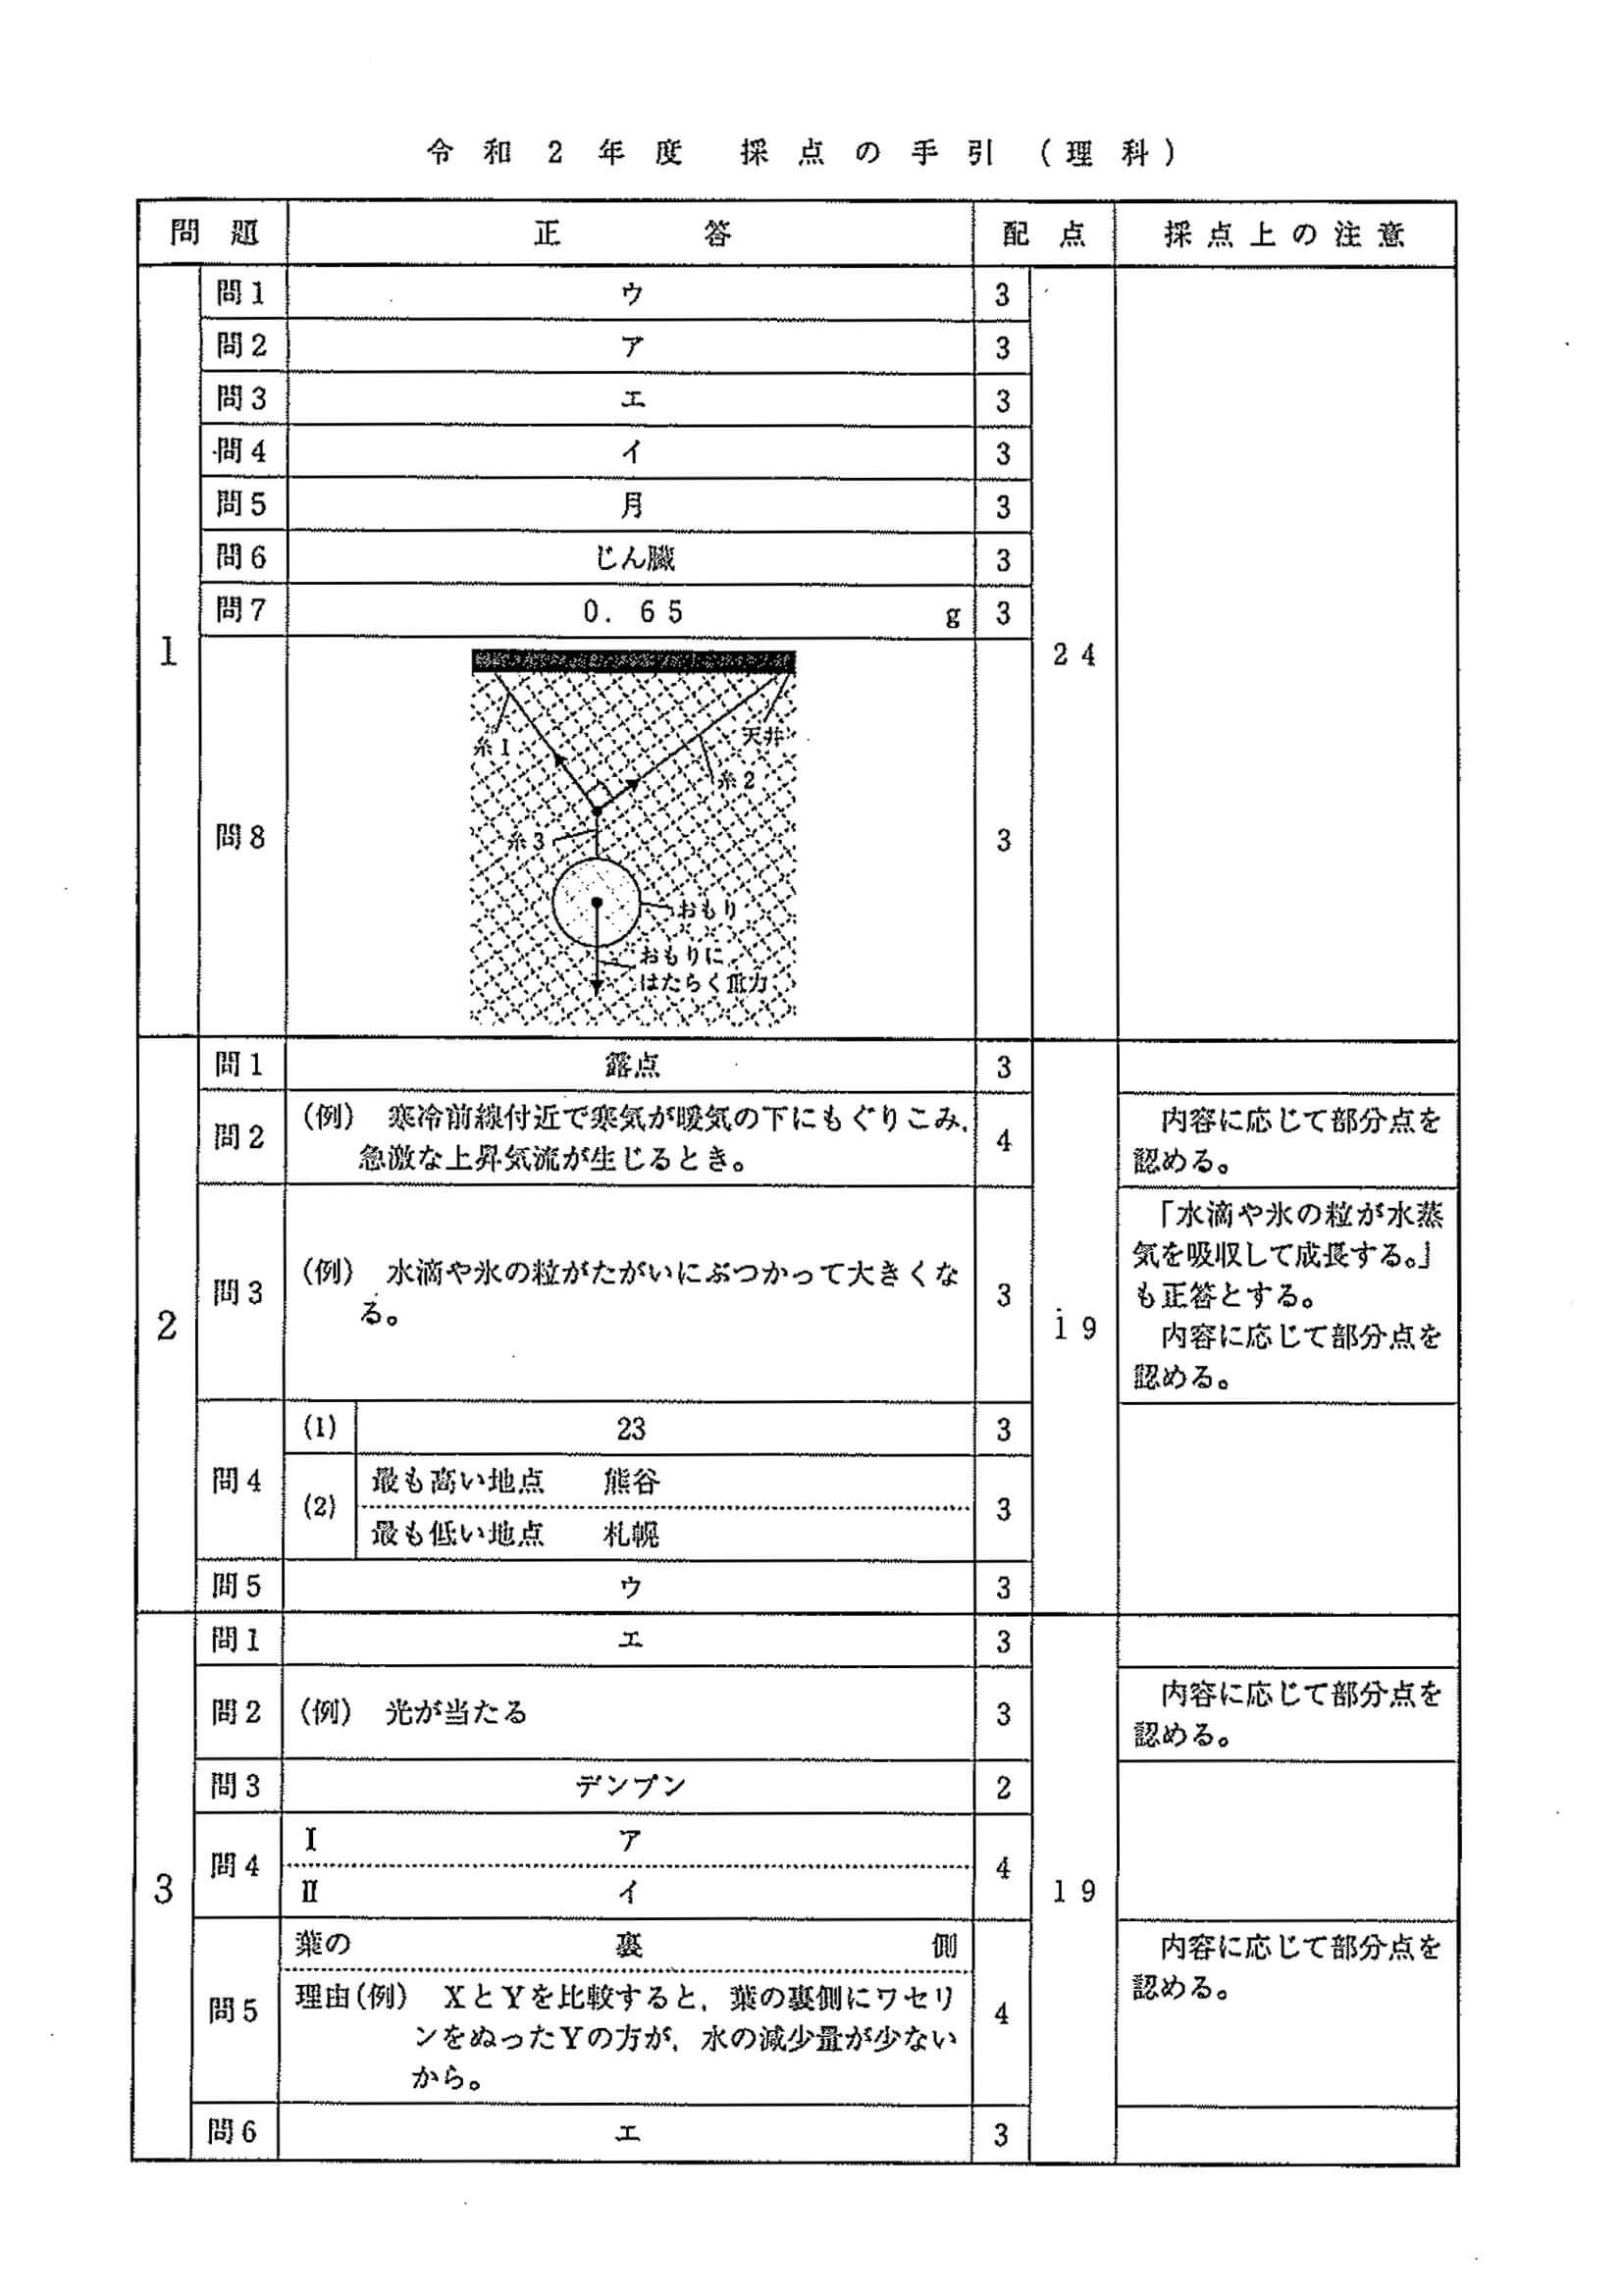 令和2年度 採点の手引(理科)
問題 正答 配点 採点上の注意
1 24
問1 ウ 3
問2 ア 3
問3 エ 3
問4 イ 3
問5 月 3
問6 じん臓 3
問7 0.65 g 3
問8 3
糸1
天井
糸2
糸3
おもり
おもりに
はたらく重力
2 19
問1 露点 3
問2 (例) 寒冷前線付近で寒気が暖気の下にもぐりこみ,
急激な上昇気流が生じるとき。
4
内容に応じて部分点を
認める。
問3 (例) 水滴や氷の粒がたがいにぶつかって大きくな
る。
3
「水滴や氷の粒が水蒸
気を吸収して成長する。」
も正答とする。
内容に応じて部分点を
認める。
問4 (1) 23 3
(2) 最も高い地点 熊谷
最も低い地点 札幌
3
問5 ウ 3
3 19
問1 エ 3
問2 (例) 光が当たる 3
内容に応じて部分点を
認める。
問3 デンプン 2
問4 Ⅰ ア
Ⅱ イ
4
問5 葉の 裏 側
理由(例) XとYを比較すると,葉の裏側にワセリ
ンをぬったYの方が,水の減少量が少ない
から。
4
内容に応じて部分点を
認める。
問6 エ 3